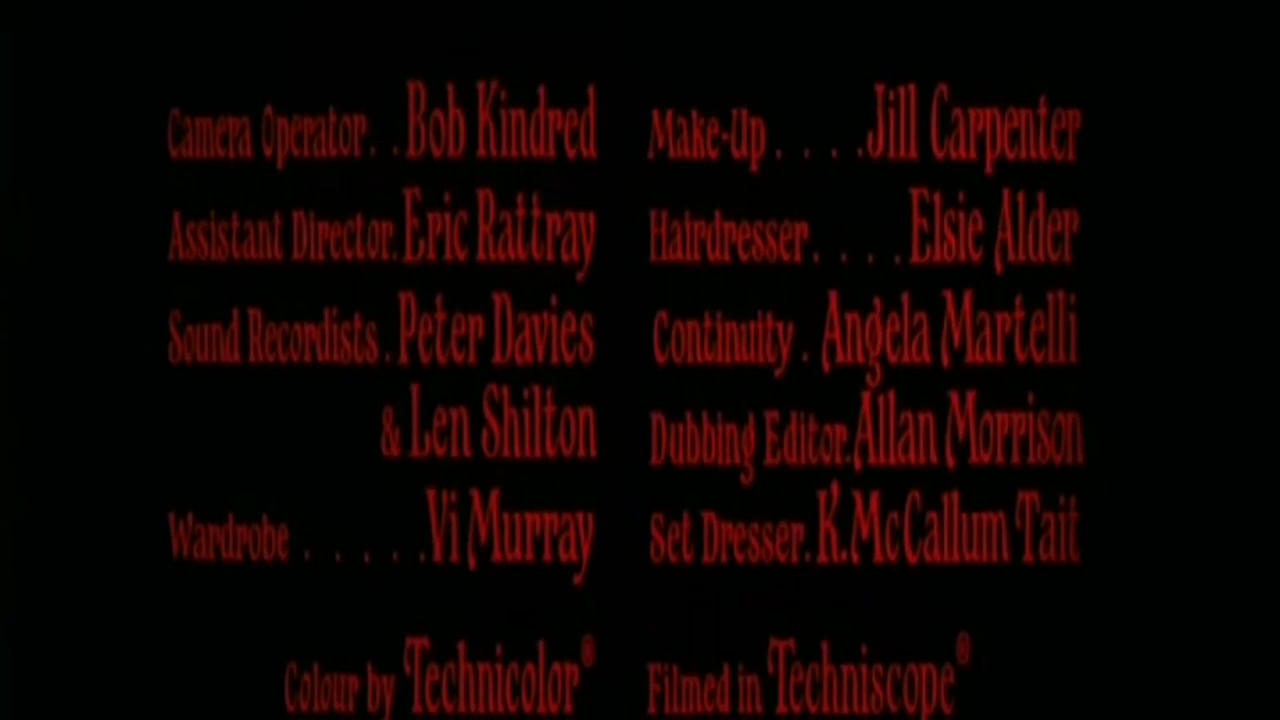 Camera Operator. .Bob Kindred
Assistant Director.Eric Rattray
Sound Recordists .Peter Davies
& Len Shilton
Wardrobe . . . . .Vi Murray
Colour by Technicolor®
Make-Up . . . .Jill Carpenter
Hairdresser. . . .Elsie Alder
Continuity . Angela Martelli
Dubbing Editor.Allan Morrison
Set Dresser.K.McCallum Tait
Filmed in Techniscope®